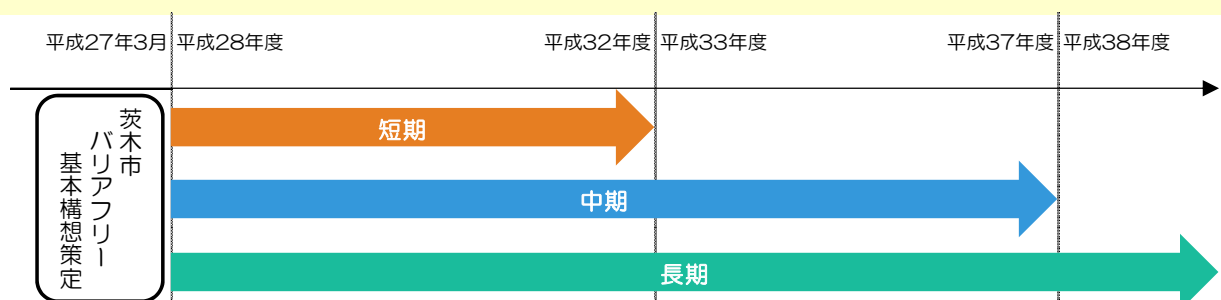 平成27年3月
平成28年度
平成32年度
平成33年度
平成37年度
平成38年度
茨木市
バリアフリー
基本構想策定
短期
中期
長期